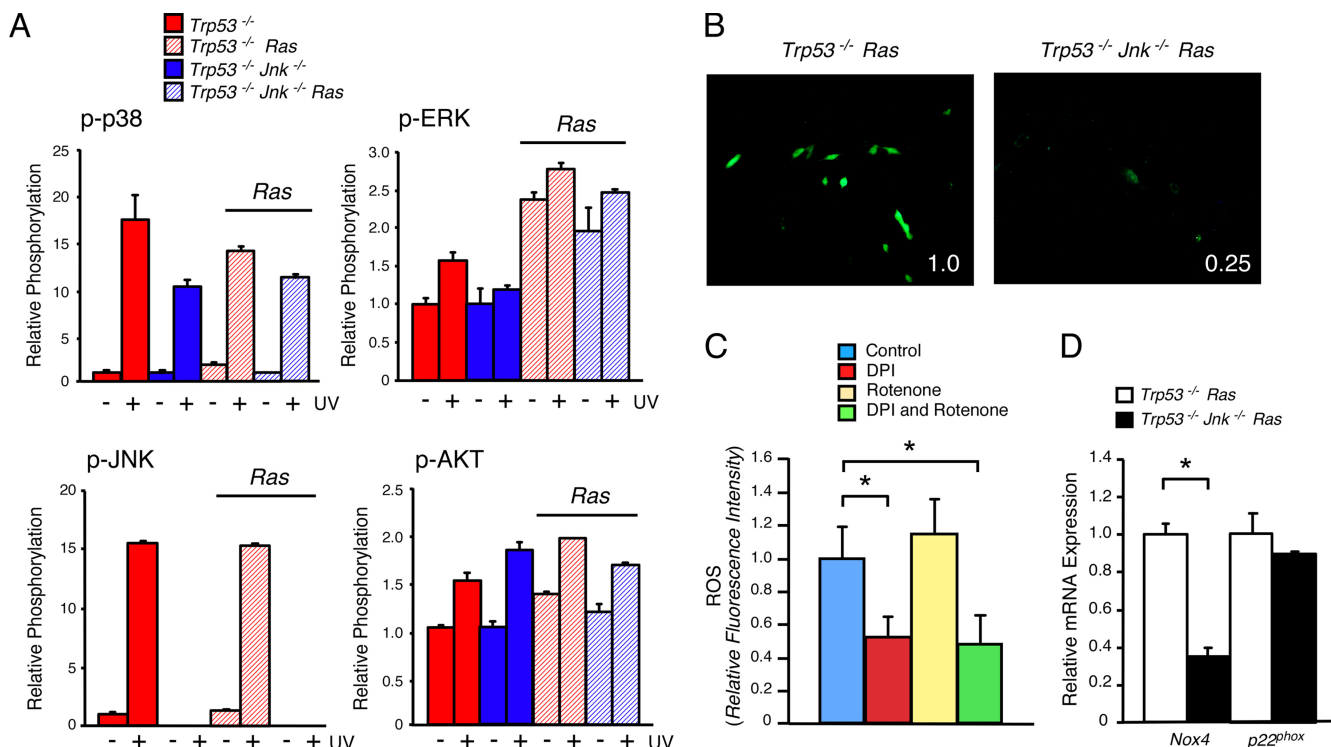 A
Trp53 -/-
Trp53 -/- Ras
Trp53 -/- Jnk -/-
Trp53 -/- Jnk -/- Ras
p-p38
Relative Phosphorylation
25
20
15
10
5
0
Ras
- + - + - + - + UV
p-ERK
Relative Phosphorylation
3.0
2.5
2.0
1.5
1.0
0.5
0
Ras
- + - + - + - + UV
p-JNK
Relative Phosphorylation
20
15
10
5
0
Ras
- + - + - + - + UV
p-AKT
Relative Phosphorylation
2.5
2.0
1.5
1.0
0.5
0
Ras
- + - + - + - + UV
B
Trp53 -/- Ras
Trp53 -/- Jnk -/- Ras
1.0
0.25
C
Control
DPI
Rotenone
DPI and Rotenone
ROS
(Relative Fluorescence Intensity)
1.6
1.4
1.2
1.0
0.8
0.6
0.4
0.2
0
*
*
D
Trp53 -/- Ras
Trp53 -/- Jnk -/- Ras
Relative mRNA Expression
1.4
1.2
1.0
0.8
0.6
0.4
0.2
0
*
Nox4 p22phox